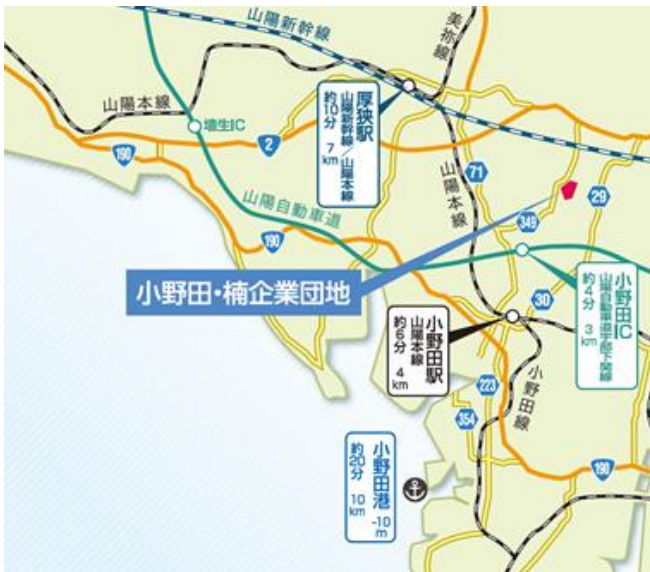 山陽新幹線
美祢線
山陽本線
埴生IC
2
190
厚狭駅
山陽新幹線/山陽本線
約10分 7km
71
山陽本線
29
349
山陽自動車道
190
小野田・楠企業団地
小野田IC
山陽自動車道宇部下関線
約4分 3km
30
小野田駅
山陽本線
約6分 4km
小野田線
223
354
小野田港
-10m
約20分 10km
190